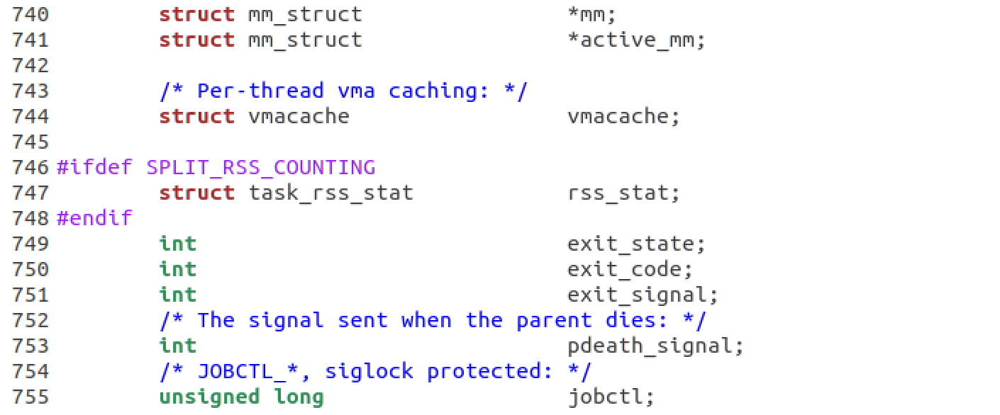 740         struct mm_struct                *mm;
741         struct mm_struct                *active_mm;
742
743         /* Per-thread vma caching: */
744         struct vmacache                 vmacache;
745
746 #ifdef SPLIT_RSS_COUNTING
747         struct task_rss_stat            rss_stat;
748 #endif
749         int                             exit_state;
750         int                             exit_code;
751         int                             exit_signal;
752         /* The signal sent when the parent dies: */
753         int                             pdeath_signal;
754         /* JOBCTL_*, siglock protected: */
755         unsigned long                   jobctl;